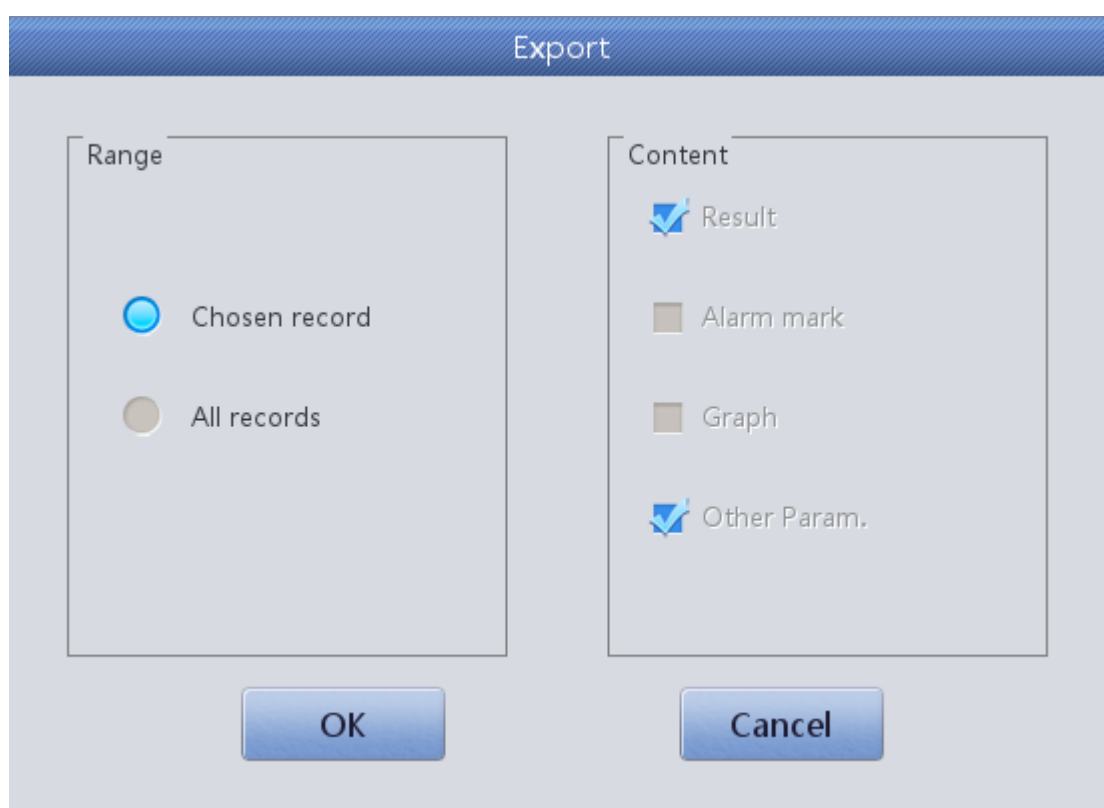 Export
Range
Chosen record
All records
Content
Result
Alarm mark
Graph
Other Param.
OK
Cancel